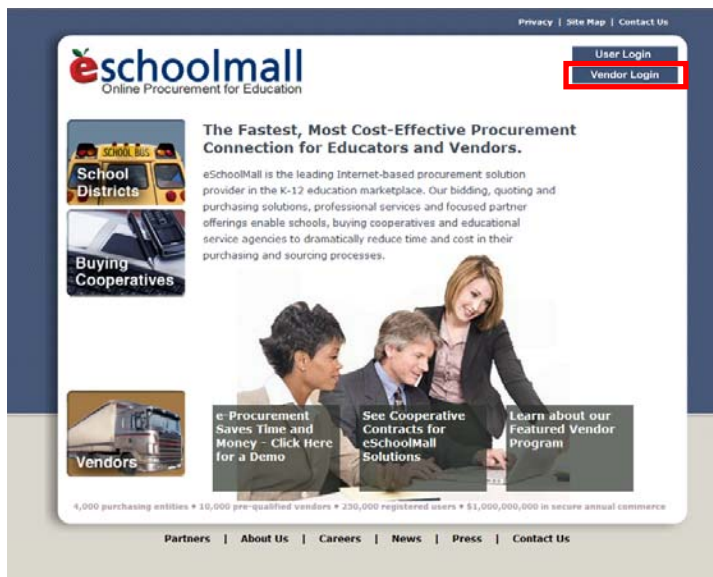 Privacy | Site Map | Contact Us
eschoolmall
Online Procurement for Education
User Login
Vendor Login
SCHOOL BUS
School
Districts
The Fastest, Most Cost-Effective Procurement
Connection for Educators and Vendors.
eSchoolMall is the leading Internet-based procurement solution
provider in the K-12 education marketplace. Our bidding, quoting and
purchasing solutions, professional services and focused partner
offerings enable schools, buying cooperatives and educational
service agencies to dramatically reduce time and cost in their
purchasing and sourcing processes.
Buying
Cooperatives
Vendors
e-Procurement
Saves Time and
Money - Click Here
for a Demo
See Cooperative
Contracts for
eSchoolMall
Solutions
Learn about our
Featured Vendor
Program
4,000 purchasing entities • 10,000 pre-qualified vendors • 250,000 registered users • $1,000,000,000 in secure annual commerce
Partners | About Us | Careers | News | Press | Contact Us